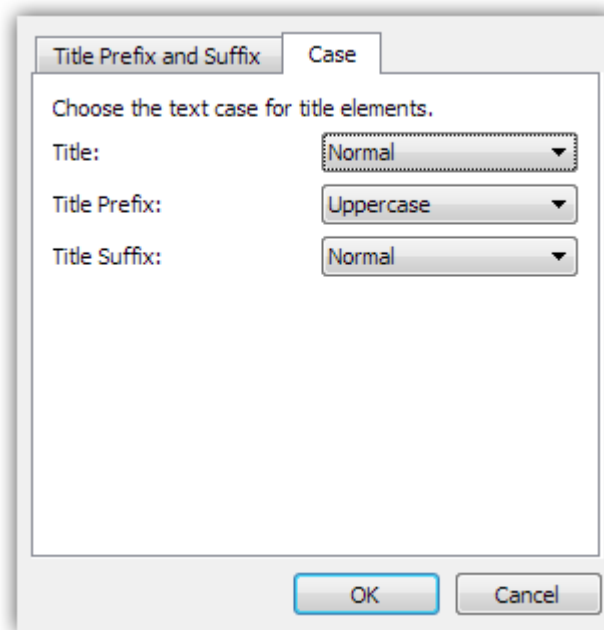 Title Prefix and Suffix Case
Choose the text case for title elements.
Title: Normal
Title Prefix: Uppercase
Title Suffix: Normal
OK Cancel